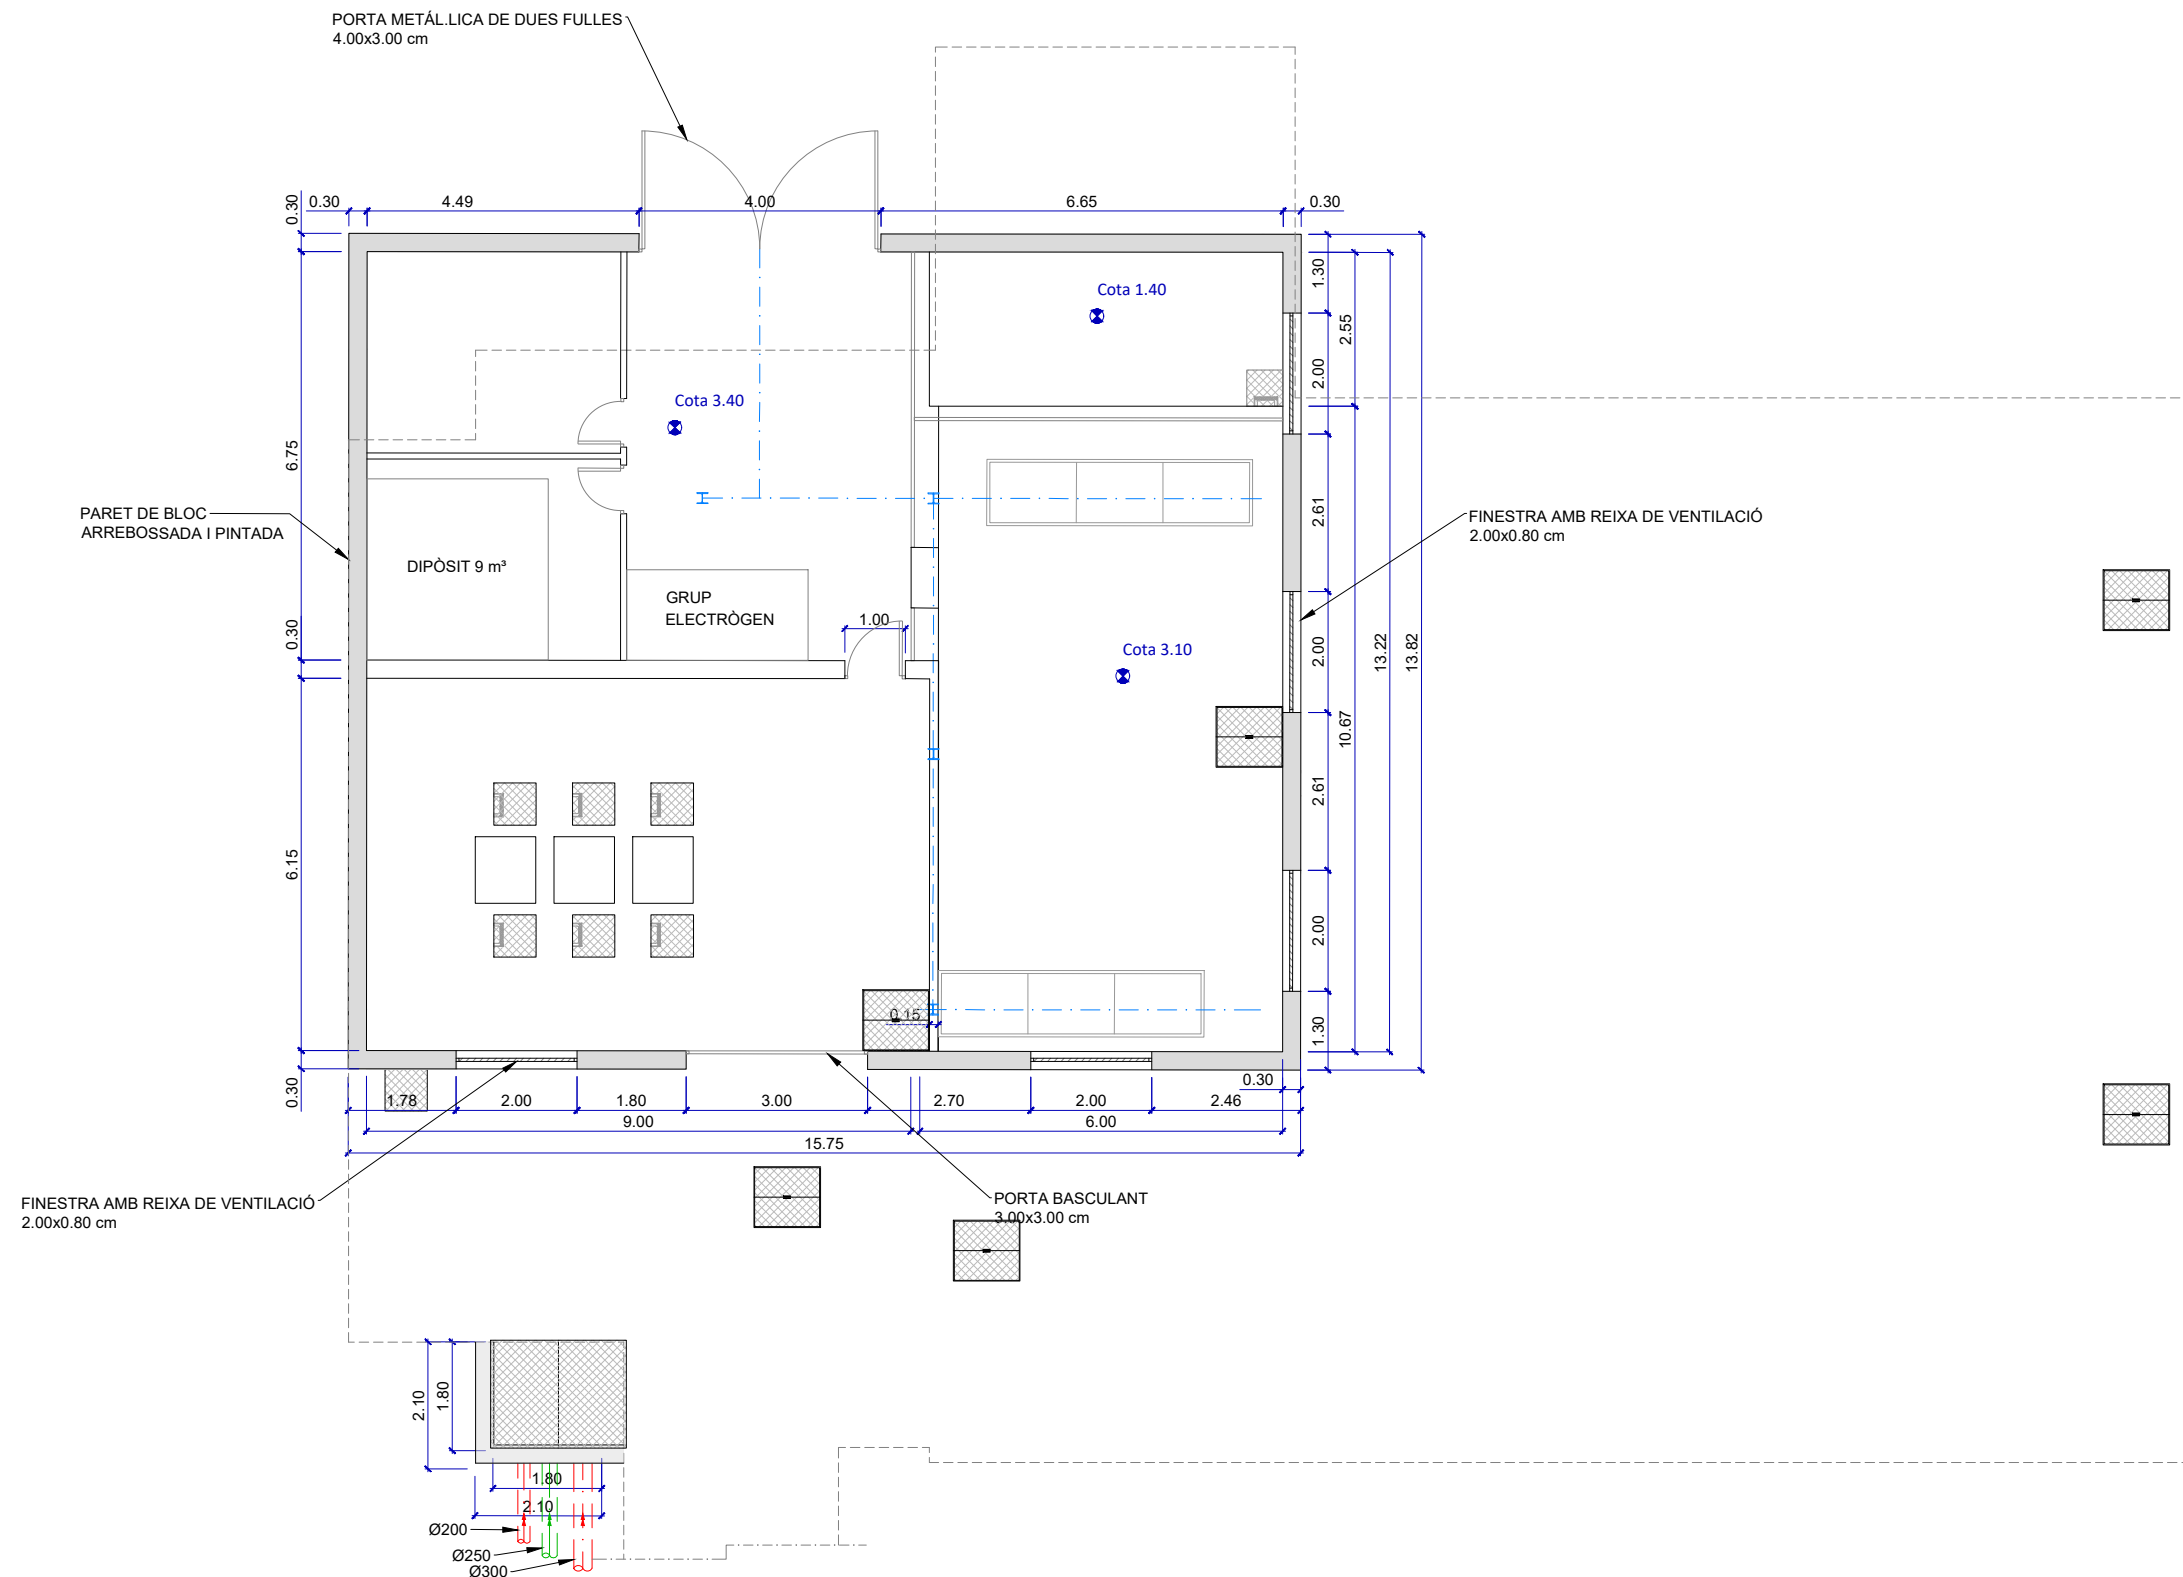 PORTA METÁL.LICA DE DUES FULLES
4.00x3.00 cm
0.30
0.30
4.49
4.00
6.65
0.30
Cota 1.40
1.30
2.55
2.00
Cota 3.40
6.75
2.61
PARET DE BLOC
ARREBOSSADA I PINTADA
FINESTRA AMB REIXA DE VENTILACIÓ
2.00x0.80 cm
DIPÒSIT 9 m³
GRUP
ELECTRÒGEN
1.00
0.30
Cota 3.10
2.00
13.22
13.82
10.67
2.61
6.15
2.00
0.15
1.30
0.30
0.30
1.78
2.00
1.80
3.00
2.70
2.00
2.46
9.00
6.00
15.75
FINESTRA AMB REIXA DE VENTILACIÓ
2.00x0.80 cm
PORTA BASCULANT
3.00x3.00 cm
2.10
1.80
1.80
2.10
Ø200
Ø250
Ø300